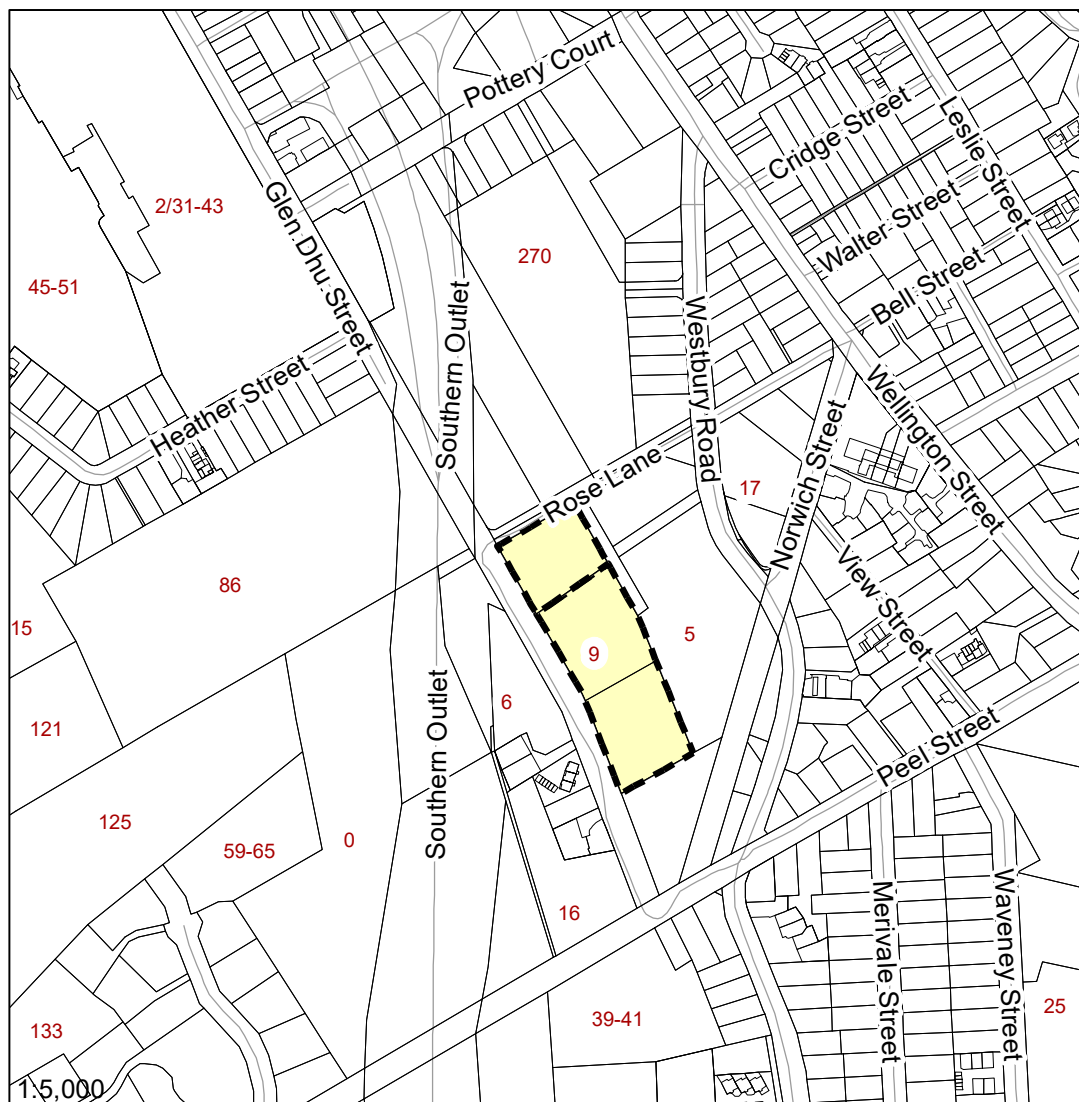 Pottery Court
Cridge Street
Leslie Street
2/31-43
Glen Dhu Street
Walter Street
270
45-51
Bell Street
Southern Outlet
Westbury Road
Heather Street
Wellington Street
Norwich Street
Rose Lane
17
86
View Street
15
9
5
6
121
Southern Outlet
Peel Street
125
59-65
0
16
Merivale Street
Waveney Street
133
39-41
25
1:5,000